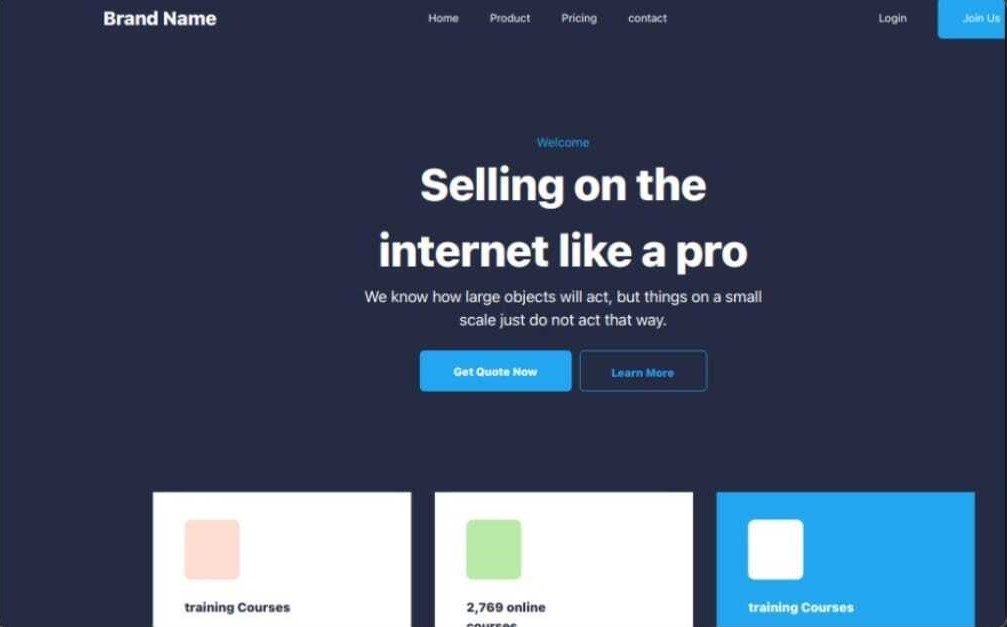 Brand Name
Home Product Pricing contact
Login Join Us
Welcome
Selling on the
internet like a pro
We know how large objects will act, but things on a small
scale just do not act that way.
Get Quote Now Learn More
training Courses
2,769 online
courses
training Courses